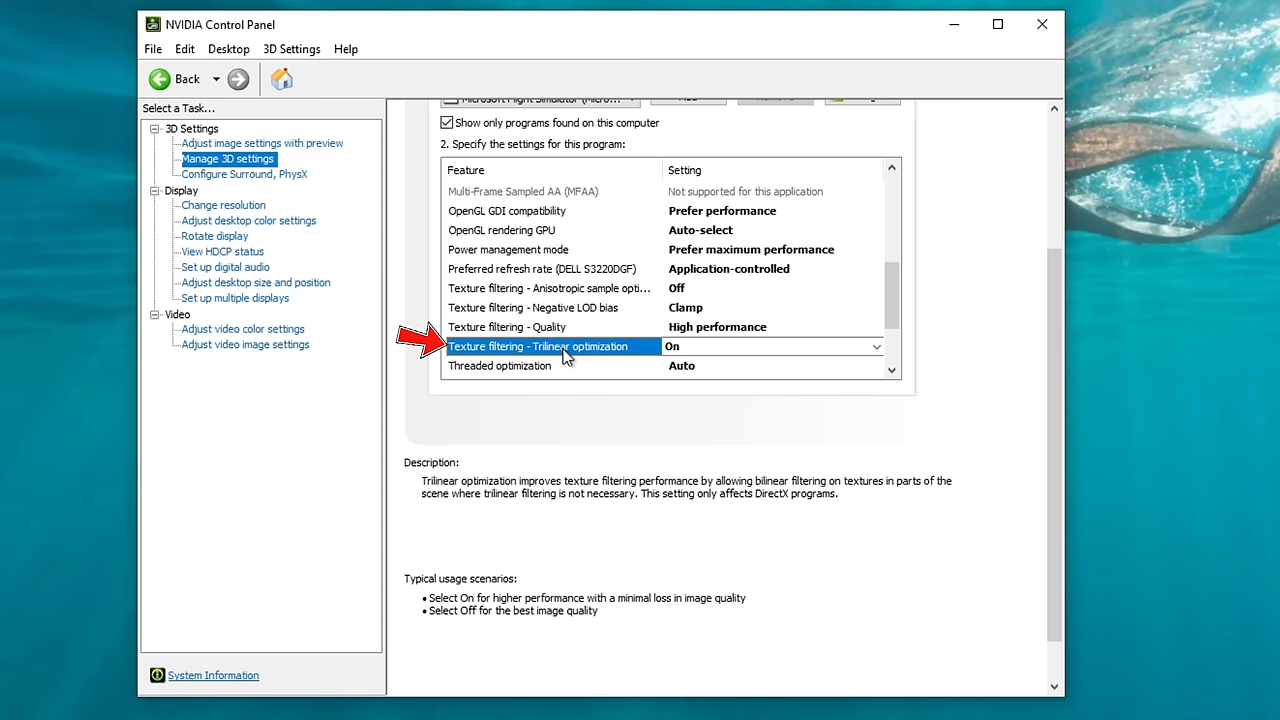 NVIDIA Control Panel
File Edit Desktop 3D Settings Help
Back
Select a Task...
3D Settings
Adjust image settings with preview
Manage 3D settings
Configure Surround, PhysX
Display
Change resolution
Adjust desktop color settings
Rotate display
View HDCP status
Set up digital audio
Adjust desktop size and position
Set up multiple displays
Video
Adjust video color settings
Adjust video image settings
System Information
Microsoft Flight Simulator (Micro...
Show only programs found on this computer
2. Specify the settings for this program:
Feature Setting
Multi-Frame Sampled AA (MFAA) Not supported for this application
OpenGL GDI compatibility Prefer performance
OpenGL rendering GPU Auto-select
Power management mode Prefer maximum performance
Preferred refresh rate (DELL S3220DGF) Application-controlled
Texture filtering - Anisotropic sample opti... Off
Texture filtering - Negative LOD bias Clamp
Texture filtering - Quality High performance
Texture filtering - Trilinear optimization On
Threaded optimization Auto
Description:
Trilinear optimization improves texture filtering performance by allowing bilinear filtering on textures in parts of the
scene where trilinear filtering is not necessary. This setting only affects DirectX programs.
Typical usage scenarios:
• Select On for higher performance with a minimal loss in image quality
• Select Off for the best image quality